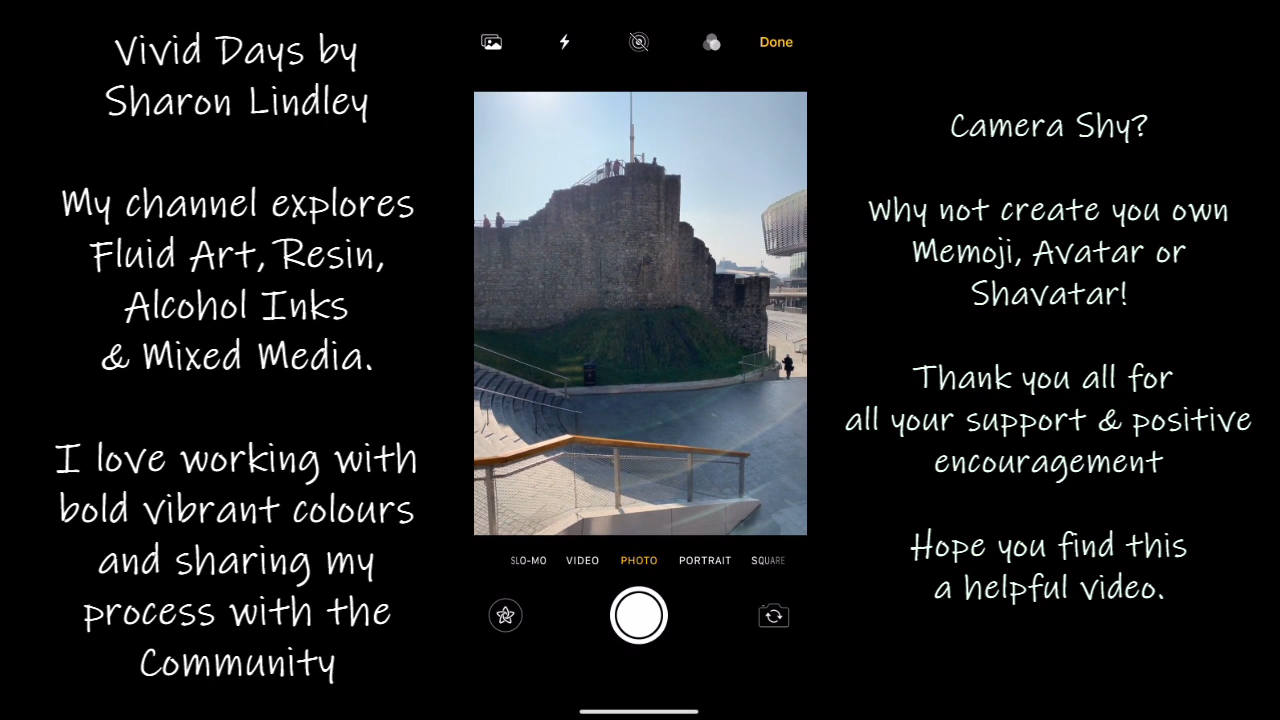 Vivid Days by
Sharon Lindley
My channel explores
Fluid Art, Resin,
Alcohol Inks
& Mixed Media.
I love working with
bold vibrant colours
and sharing my
process with the
Community
Done
SLO-MO VIDEO PHOTO PORTRAIT SQUARE
Camera Shy?
Why not create you own
Memoji, Avatar or
Shavatar!
Thank you all for
all your support & positive
encouragement
Hope you find this
a helpful video.